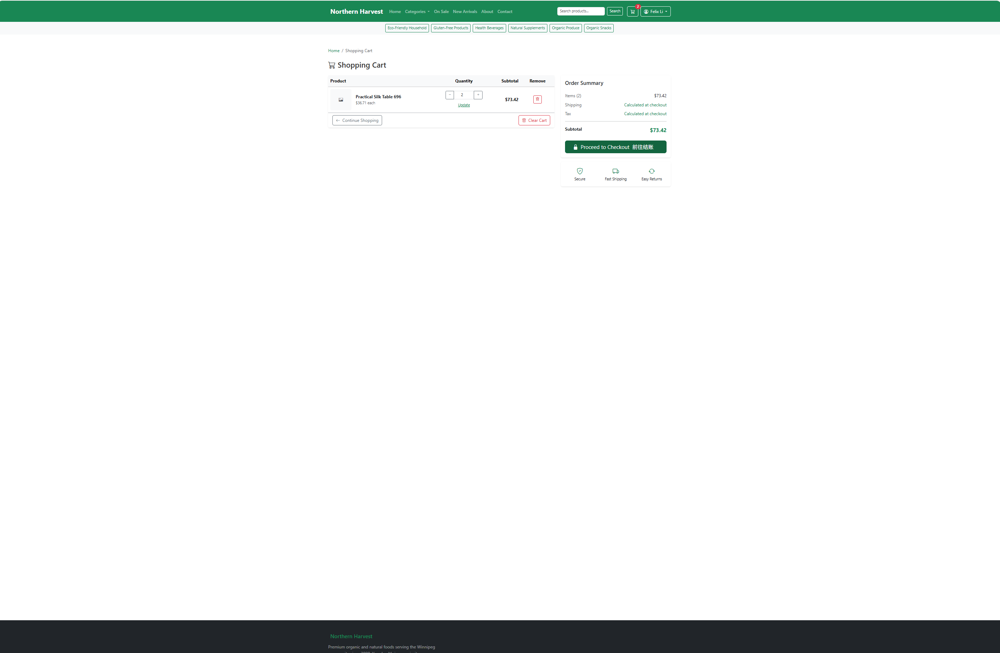 Northern Harvest Home Categories On Sale New Arrivals About Contact Search products... Search 2 Felix Li
Eco-Friendly Household Gluten-Free Products Health Beverages Natural Supplements Organic Produce Organic Snacks
Home / Shopping Cart
Shopping Cart
Product Quantity Subtotal Remove
Practical Silk Table 696
$36.71 each
− 2 +
Update
$73.42
Continue Shopping
Clear Cart
Order Summary
Items (2) $73.42
Shipping Calculated at checkout
Tax Calculated at checkout
Subtotal $73.42
Proceed to Checkout 前往结账
Secure Fast Shipping Easy Returns
Northern Harvest
Premium organic and natural foods serving the Winnipeg